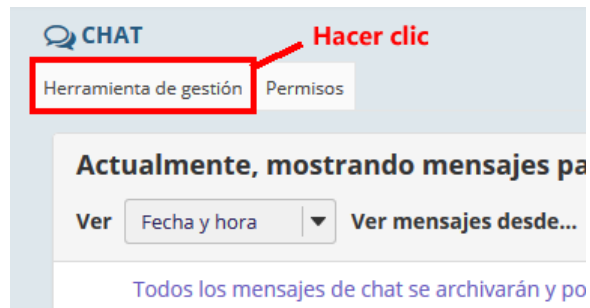 CHAT
Hacer clic
Herramienta de gestión
Permisos
Actualmente, mostrando mensajes pa
Ver Fecha y hora Ver mensajes desde...
Todos los mensajes de chat se archivarán y po